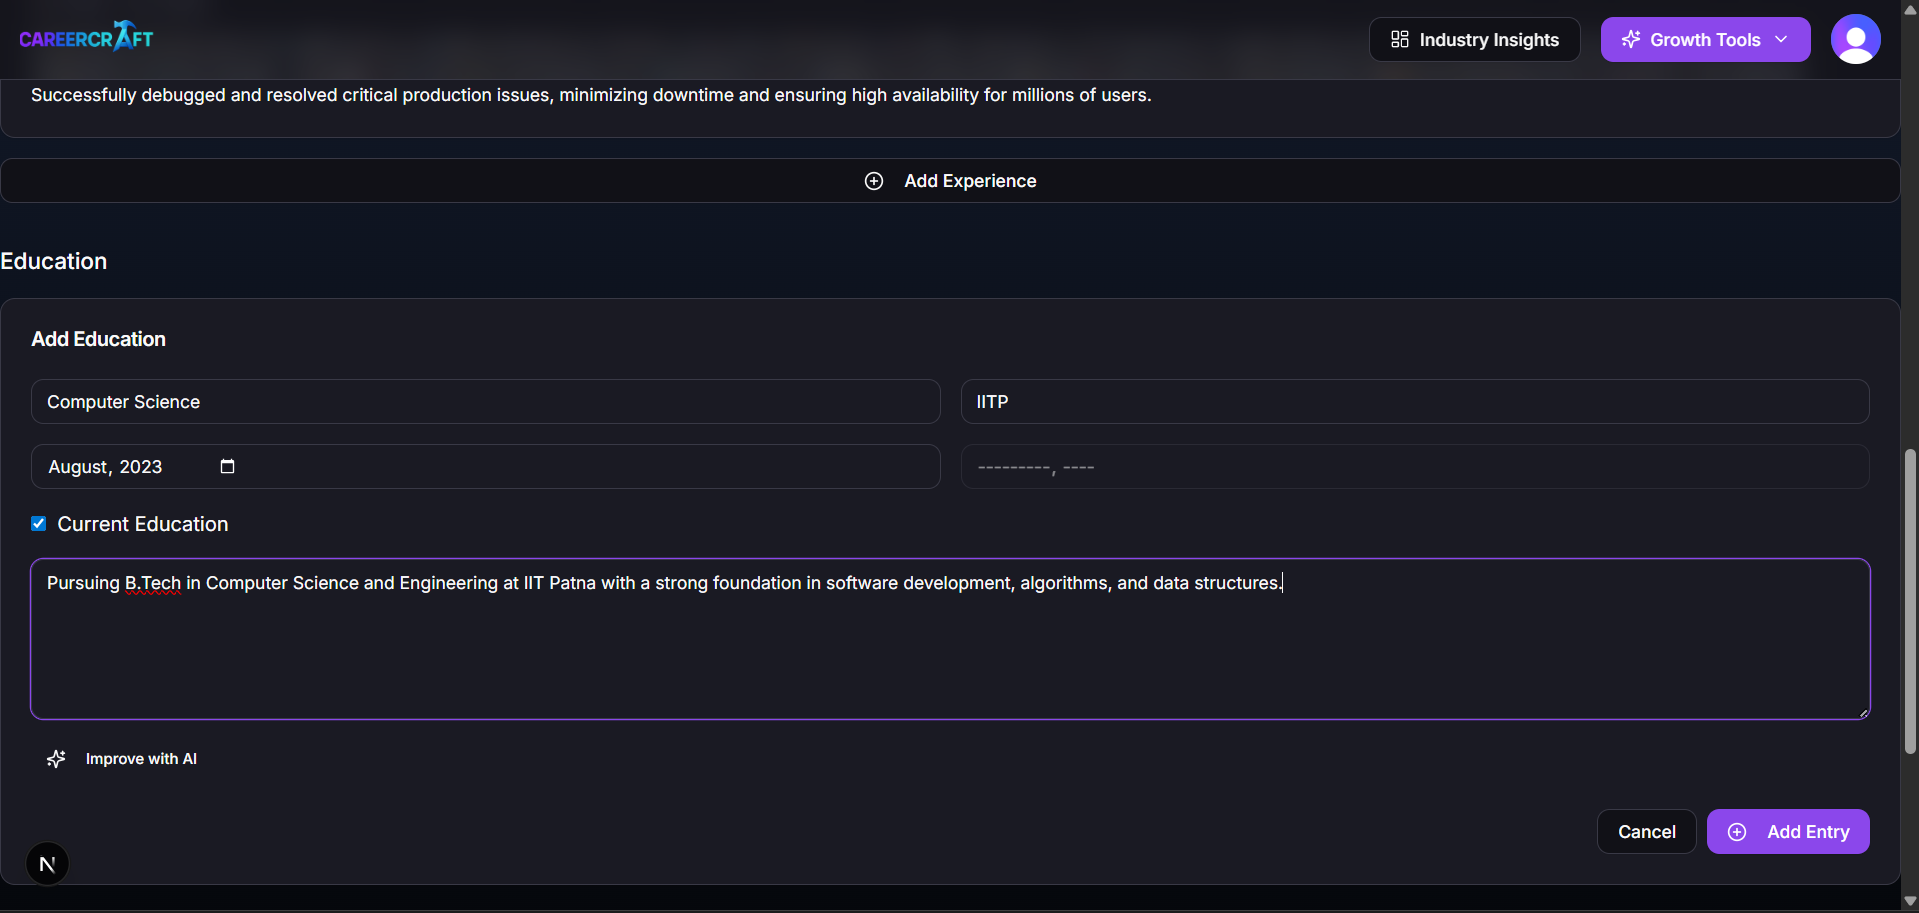 CAREERCRAFT
Industry Insights
Growth Tools
Successfully debugged and resolved critical production issues, minimizing downtime and ensuring high availability for millions of users.
Add Experience
Education
Add Education
Computer Science
IITP
August, 2023
---------, ----
Current Education
Pursuing B.Tech in Computer Science and Engineering at IIT Patna with a strong foundation in software development, algorithms, and data structures.
Improve with AI
Cancel
Add Entry
N